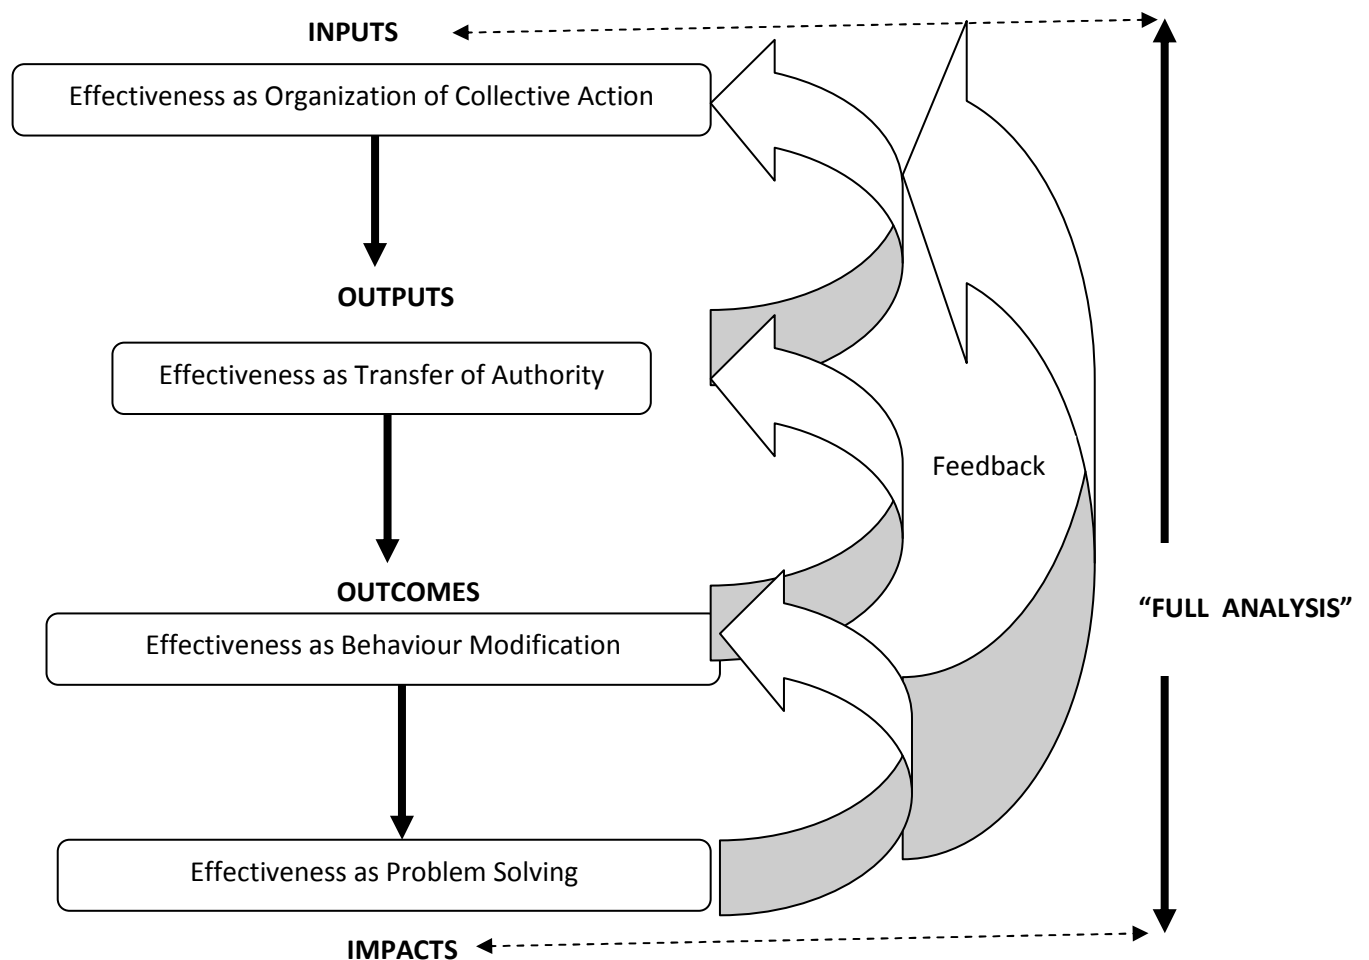 INPUTS
Effectiveness as Organization of Collective Action
OUTPUTS
Effectiveness as Transfer of Authority
Feedback
OUTCOMES
“FULL ANALYSIS”
Effectiveness as Behaviour Modification
Effectiveness as Problem Solving
IMPACTS